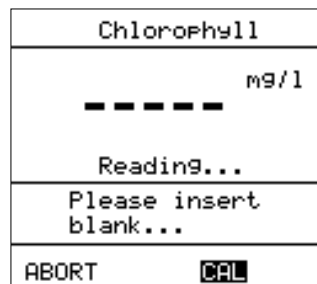 Chlorophyll
mg/l
-----
Reading...
Please insert
blank...
ABORT CAL